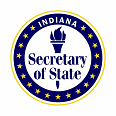 INDIANA
Secretary
of State